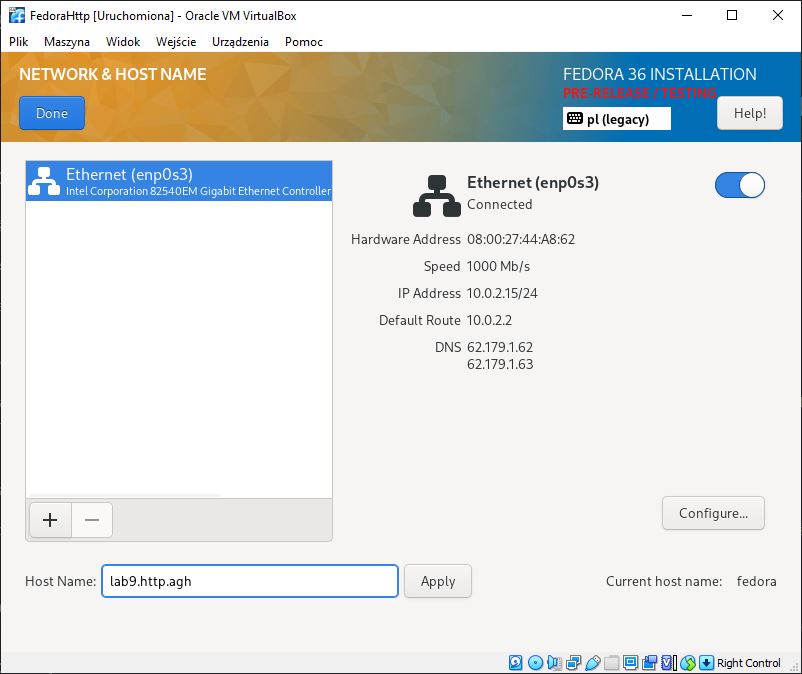 FedoraHttp [Uruchomiona] - Oracle VM VirtualBox
Plik Maszyna Widok Wejście Urządzenia Pomoc
NETWORK & HOST NAME
Done
FEDORA 36 INSTALLATION
PRE-RELEASE / TESTING
pl (legacy)
Help!
Ethernet (enp0s3)
Intel Corporation 82540EM Gigabit Ethernet Controller
Ethernet (enp0s3)
Connected
Hardware Address 08:00:27:44:A8:62
Speed 1000 Mb/s
IP Address 10.0.2.15/24
Default Route 10.0.2.2
DNS 62.179.1.62
62.179.1.63
+ −
Configure...
Host Name: lab9.http.agh Apply Current host name: fedora
Right Control